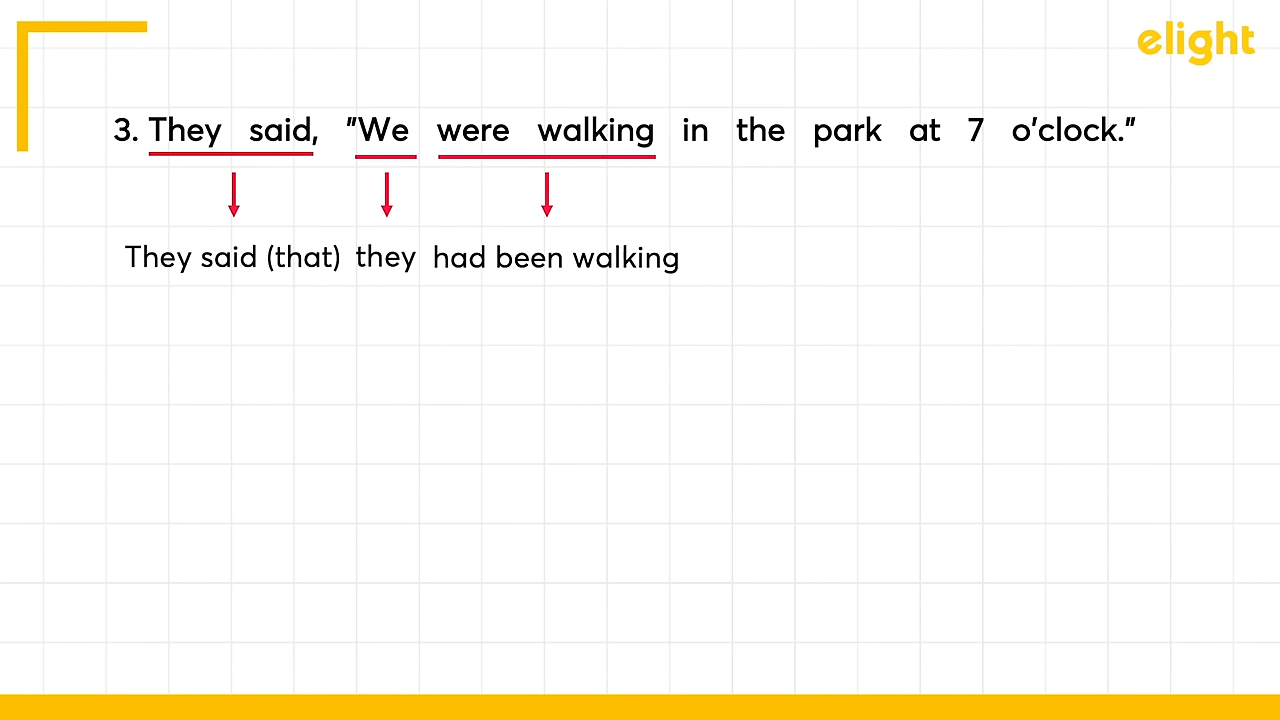 elight
3. They said, "We were walking in the park at 7 o'clock."
They said (that) they had been walking